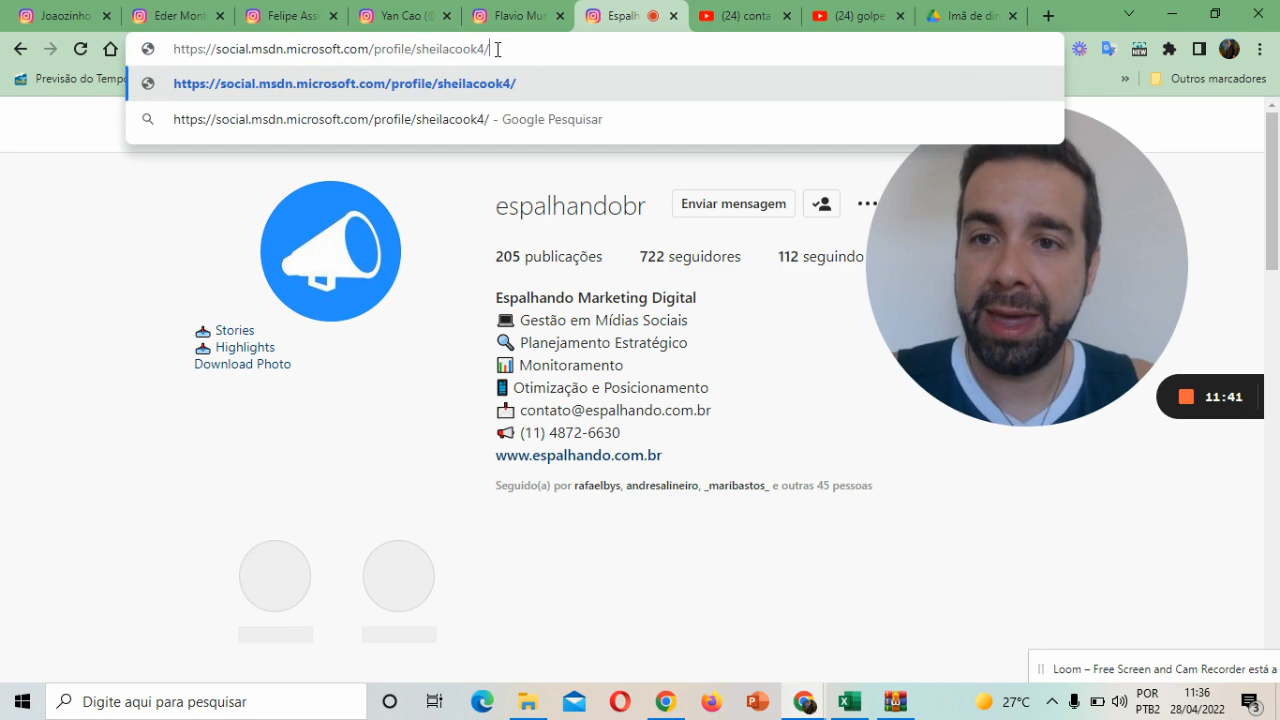 Joazinho
Eder Mont
Felipe Ass
Yan Cao (@
Flavio Mur
Espalh
(24) conta
(24) golpe
Imã de din
https://social.msdn.microsoft.com/profile/sheilacook4/
Previsão do Tempo
Outros marcadores
https://social.msdn.microsoft.com/profile/sheilacook4/
https://social.msdn.microsoft.com/profile/sheilacook4/ - Google Pesquisar
espalhandobr
Enviar mensagem
205 publicações
722 seguidores
112 seguindo
Espalhando Marketing Digital
Gestão em Mídias Sociais
Planejamento Estratégico
Monitoramento
Otimização e Posicionamento
contato@espalhando.com.br
(11) 4872-6630
www.espalhando.com.br
Seguido(a) por rafaelbys, andresalineiro, _maribastos_ e outras 45 pessoas
Stories
Highlights
Download Photo
11:41
Loom – Free Screen and Cam Recorder está a
Digite aqui para pesquisar
27°C
POR
PTB2
11:36
28/04/2022
3